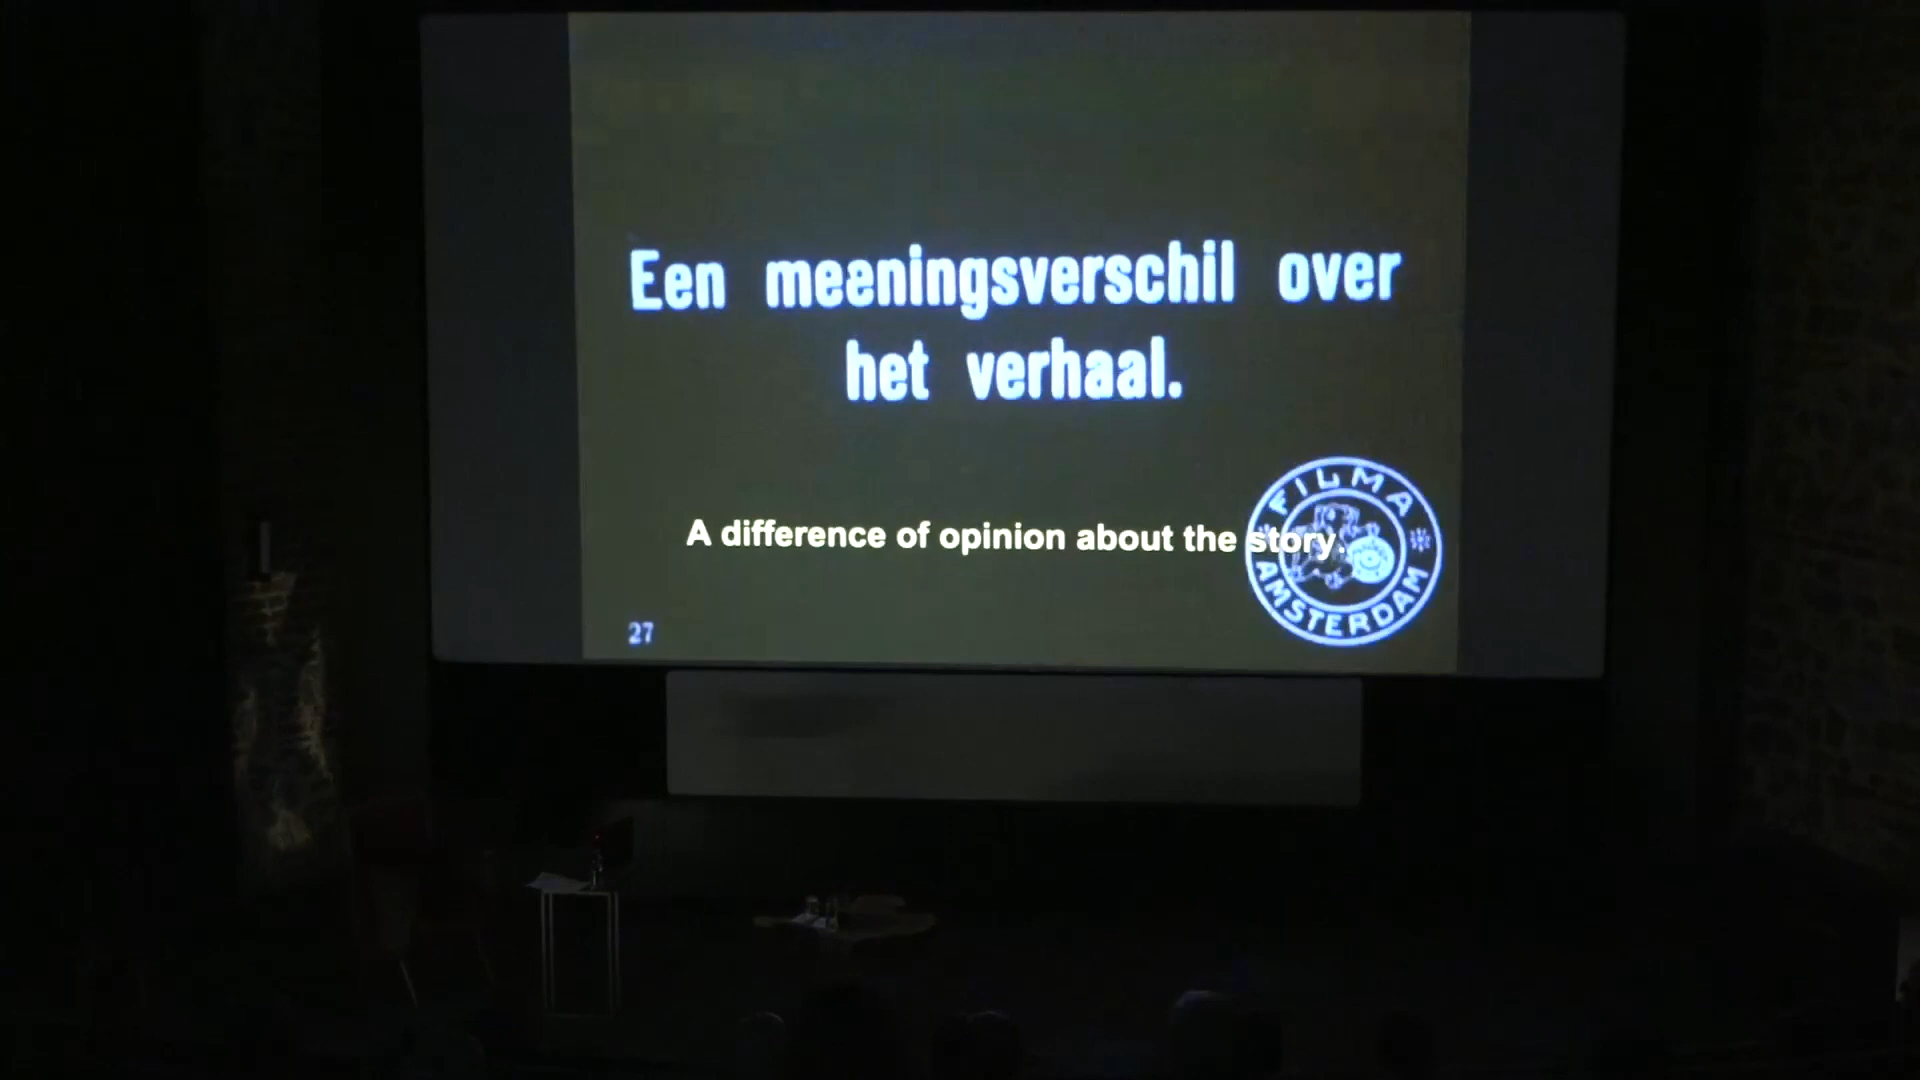 Een meeningsverschil over
het verhaal.
A difference of opinion about the story.
FILMA
AMSTERDAM
27